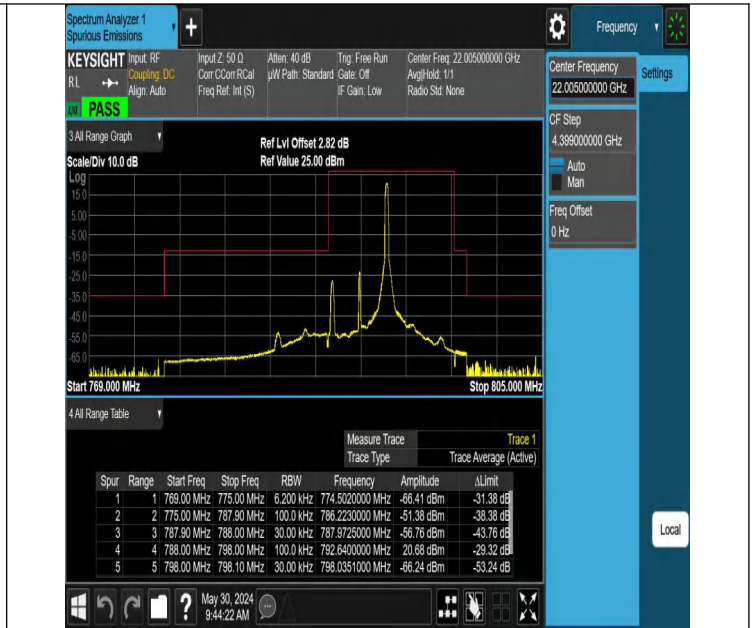 Spectrum Analyzer 1
Spurious Emissions
+
Frequency
KEYSIGHT Input: RF Input Z: 50 Ω Atten: 40 dB Trig: Free Run Center Freq: 22.005000000 GHz
RL Coupling: DC Corr CCorr RCal µW Path: Standard Gate: Off Avg|Hold: 1/1
Align: Auto Freq Ref: Int (S) IF Gain: Low Radio Std: None
LXI PASS
3 All Range Graph
Ref Lvl Offset 2.82 dB
Scale/Div 10.0 dB Ref Value 25.00 dBm
Log
15.0
5.00
-5.00
-15.0
-25.0
-35.0
-45.0
-55.0
-65.0
Start 769.000 MHz Stop 805.000 MHz
4 All Range Table
Measure Trace Trace 1
Trace Type Trace Average (Active)
Spur Range Start Freq Stop Freq RBW Frequency Amplitude ΔLimit
1 1 769.00 MHz 775.00 MHz 6.200 kHz 774.5020000 MHz -66.41 dBm -31.38 dB
2 2 775.00 MHz 787.90 MHz 100.0 kHz 786.2230000 MHz -51.38 dBm -38.38 dB
3 3 787.90 MHz 788.00 MHz 30.00 kHz 787.9725000 MHz -56.76 dBm -43.76 dB
4 4 788.00 MHz 798.00 MHz 100.0 kHz 792.6400000 MHz 20.68 dBm -29.32 dB
5 5 798.00 MHz 798.10 MHz 30.00 kHz 798.0351000 MHz -66.24 dBm -53.24 dB
?
May 30, 2024
9:44:22 AM
Center Frequency
22.005000000 GHz
Settings
CF Step
4.399000000 GHz
Auto
Man
Freq Offset
0 Hz
Local